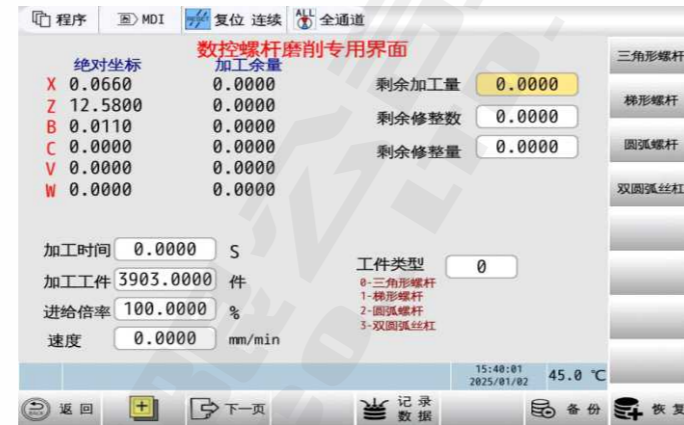 程序 MDI RESET 复位 连续 ALL 全通道
数控螺杆磨削专用界面
绝对坐标 加工余量
X 0.0660 0.0000
Z 12.5800 0.0000
B 0.0110 0.0000
C 0.0000 0.0000
V 0.0000 0.0000
W 0.0000 0.0000
剩余加工量 0.0000
剩余修整数 0.0000
剩余修整量 0.0000
三角形螺杆
梯形螺杆
圆弧螺杆
双圆弧丝杠
加工时间 0.0000 S
加工工件 3903.0000 件
进给倍率 100.0000 %
速度 0.0000 mm/min
工件类型 0
0-三角形螺杆
1-梯形螺杆
2-圆弧螺杆
3-双圆弧丝杠
15:40:01
2025/01/02
45.0 ℃
BACK 返回 下一页 记录数据 备份 恢复